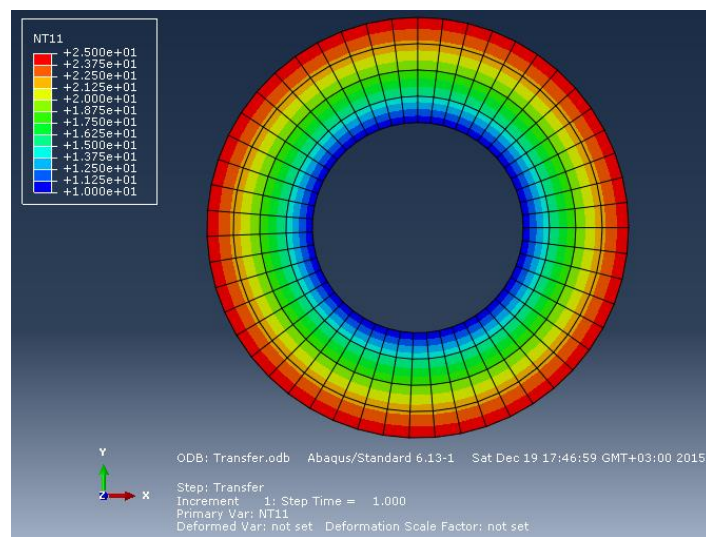 NT11
+2.500e+01
+2.375e+01
+2.250e+01
+2.125e+01
+2.000e+01
+1.875e+01
+1.750e+01
+1.625e+01
+1.500e+01
+1.375e+01
+1.250e+01
+1.125e+01
+1.000e+01
Y
Z X
ODB: Transfer.odb Abaqus/Standard 6.13-1 Sat Dec 19 17:46:59 GMT+03:00 2015
Step: Transfer
Increment 1: Step Time = 1.000
Primary Var: NT11
Deformed Var: not set Deformation Scale Factor: not set